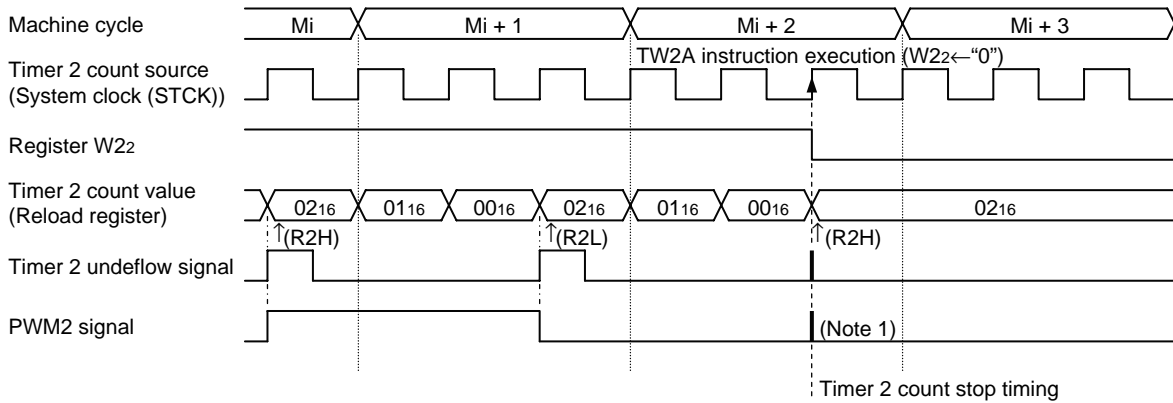 Machine cycle
Mi
Mi + 1
Mi + 2
Mi + 3
TW2A instruction execution (W22←“0”)
Timer 2 count source
(System clock (STCK))
Register W22
Timer 2 count value
(Reload register)
0216
0116
0016
0216
0116
0016
0216
↑(R2H)
↑(R2L)
↑(R2H)
Timer 2 undeflow signal
PWM2 signal
(Note 1)
Timer 2 count stop timing